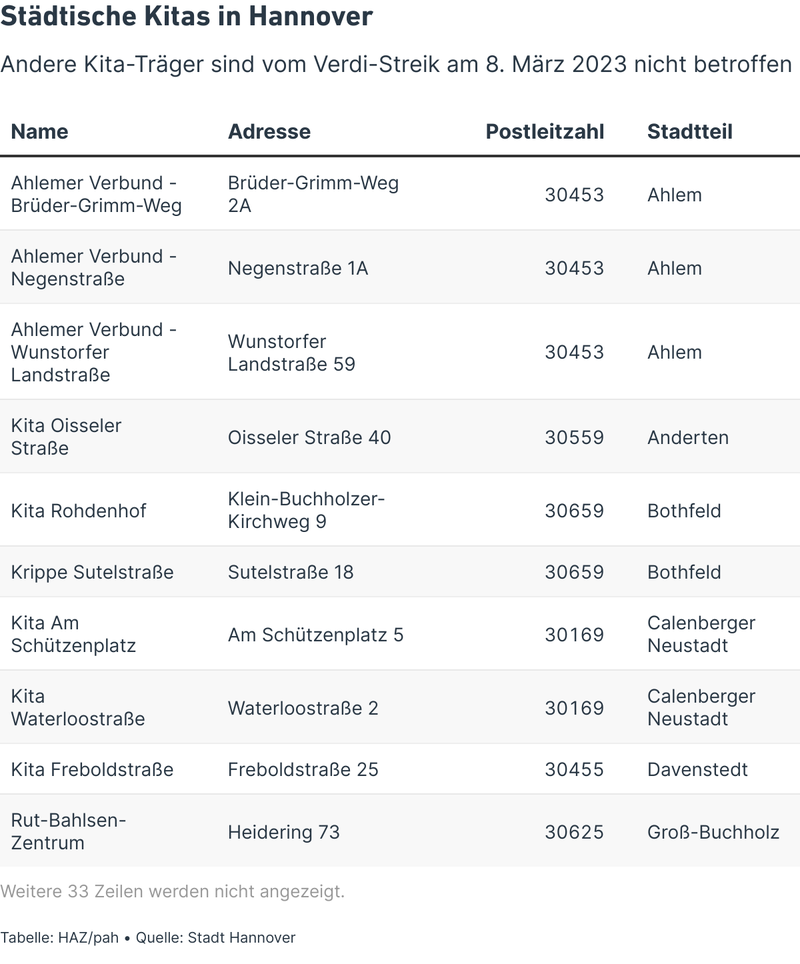 Städtische Kitas in Hannover
Andere Kita-Träger sind vom Verdi-Streik am 8. März 2023 nicht betroffen
Name Adresse Postleitzahl Stadtteil
Ahlemer Verbund -
Brüder-Grimm-Weg
Brüder-Grimm-Weg
2A
30453
Ahlem
Ahlemer Verbund -
Negenstraße
Negenstraße 1A
30453
Ahlem
Ahlemer Verbund -
Wunstorfer
Landstraße
Wunstorfer
Landstraße 59
30453
Ahlem
Kita Oisseler
Straße
Oisseler Straße 40
30559
Anderten
Kita Rohdenhof
Klein-Buchholzer-
Kirchweg 9
30659
Bothfeld
Krippe Sutelstraße
Sutelstraße 18
30659
Bothfeld
Kita Am
Schützenplatz
Am Schützenplatz 5
30169
Calenberger
Neustadt
Kita
Waterloostraße
Waterloostraße 2
30169
Calenberger
Neustadt
Kita Freboldstraße
Freboldstraße 25
30455
Davenstedt
Rut-Bahlsen-
Zentrum
Heidering 73
30625
Groß-Buchholz
Weitere 33 Zeilen werden nicht angezeigt.
Tabelle: HAZ/pah • Quelle: Stadt Hannover